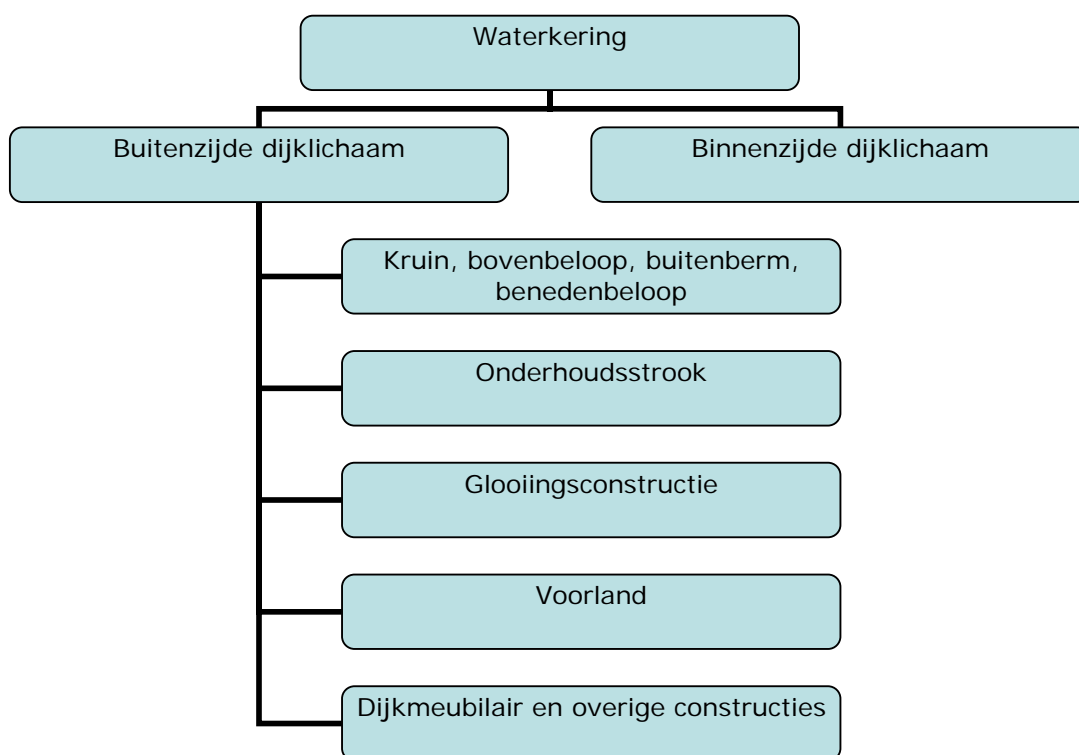 Waterkering
Buitenzijde dijklichaam
Binnenzijde dijklichaam
Kruin, bovenbeloop, buitenberm,
benedenbeloop
Onderhoudsstrook
Glooiingsconstructie
Voorland
Dijkmeubilair en overige constructies